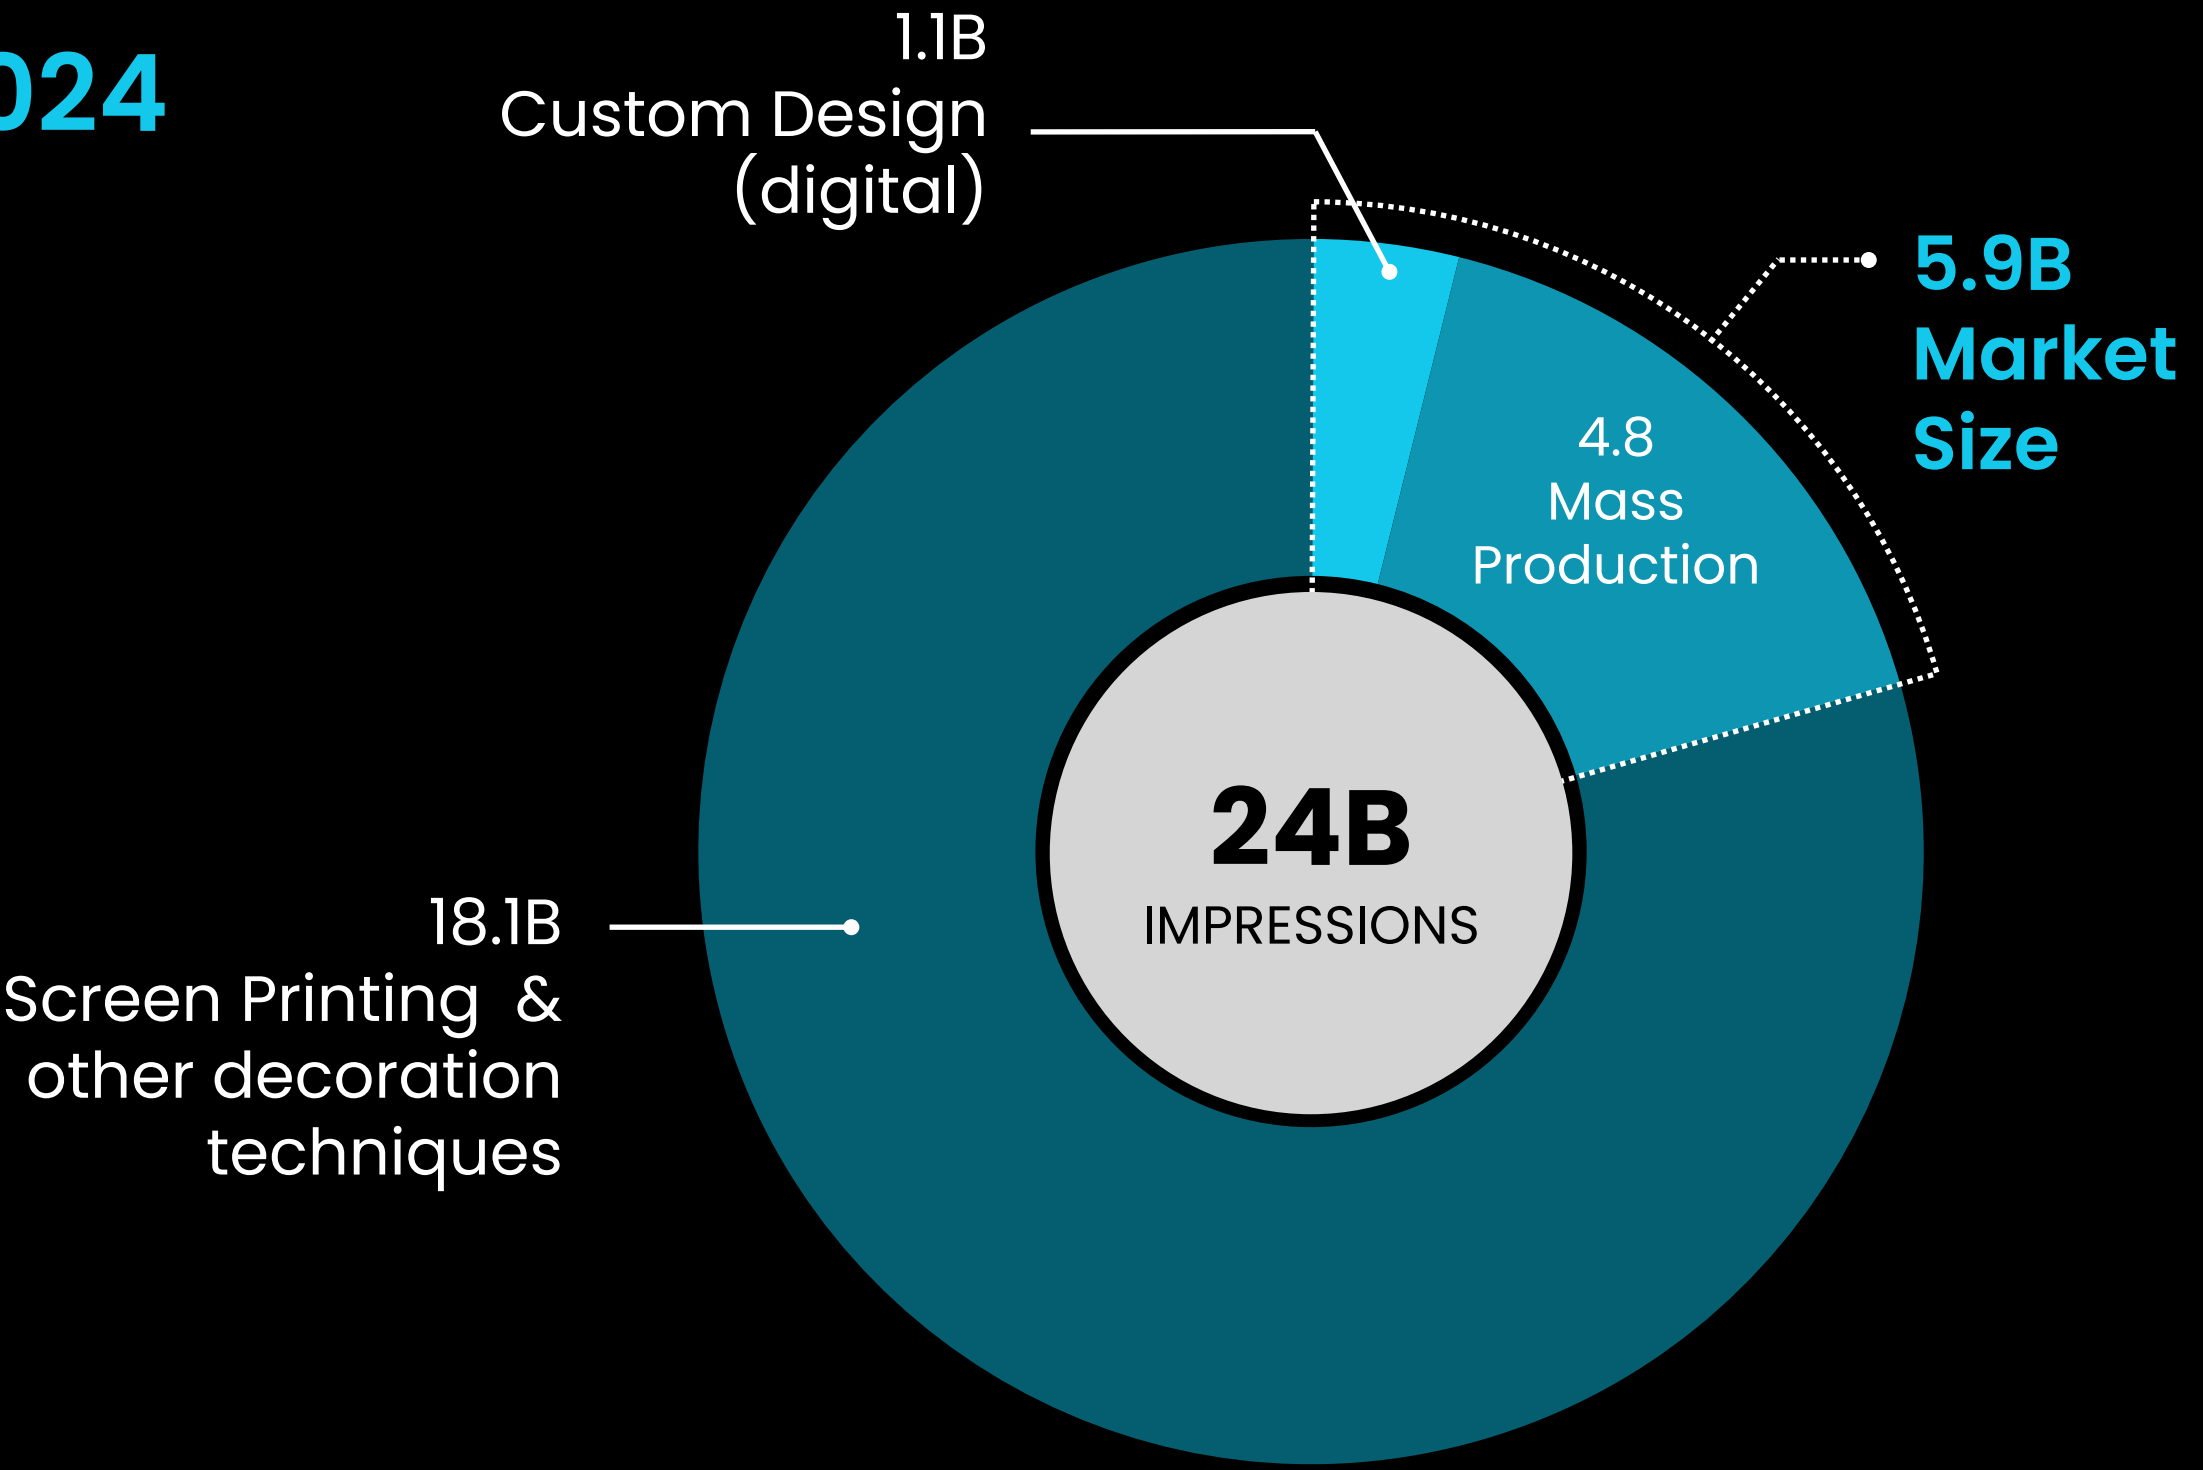 024
1.1B
Custom Design
(digital)
5.9B
Market
Size
4.8
Mass
Production
24B
IMPRESSIONS
18.1B
Screen Printing  &
other decoration
techniques